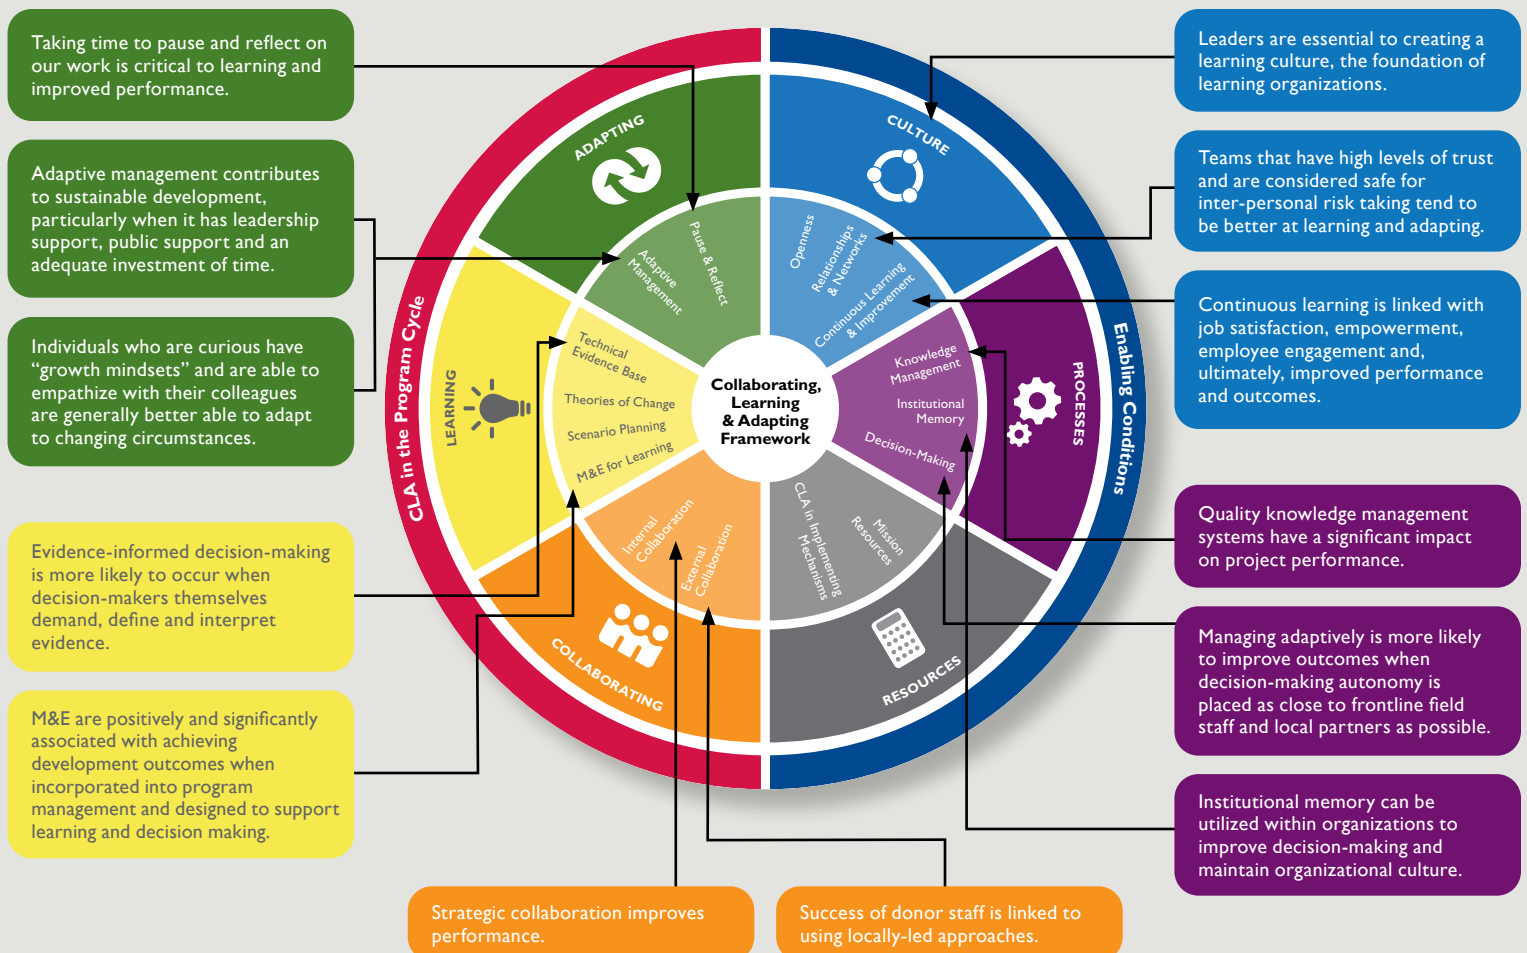 Taking time to pause and reflect on
our work is critical to learning and
improved performance.
Adaptive management contributes
to sustainable development,
particularly when it has leadership
support, public support and an
adequate investment of time.
Individuals who are curious have
“growth mindsets” and are able to
empathize with their colleagues
are generally better able to adapt
to changing circumstances.
Evidence-informed decision-making
is more likely to occur when
decision-makers themselves
demand, define and interpret
evidence.
M&E are positively and significantly
associated with achieving
development outcomes when
incorporated into program
management and designed to support
learning and decision making.
CLA in the Program Cycle
ADAPTING
Adaptive
Management
Pause & Reflect
LEARNING
Technical
Evidence Base
Theories of Change
Scenario Planning
M&E for Learning
COLLABORATING
Internal
Collaboration
External
Collaboration
Collaborating,
Learning
& Adapting
Framework
Enabling Conditions
CULTURE
Openness
Relationships
& Networks
Continuous Learning
& Improvement
PROCESSES
Knowledge
Management
Institutional
Memory
Decision-Making
RESOURCES
Mission
Resources
CLA in Implementing
Mechanisms
Leaders are essential to creating a
learning culture, the foundation of
learning organizations.
Teams that have high levels of trust
and are considered safe for
inter-personal risk taking tend to
be better at learning and adapting.
Continuous learning is linked with
job satisfaction, empowerment,
employee engagement and,
ultimately, improved performance
and outcomes.
Quality knowledge management
systems have a significant impact
on project performance.
Managing adaptively is more likely
to improve outcomes when
decision-making autonomy is
placed as close to frontline field
staff and local partners as possible.
Institutional memory can be
utilized within organizations to
improve decision-making and
maintain organizational culture.
Strategic collaboration improves
performance.
Success of donor staff is linked to
using locally-led approaches.